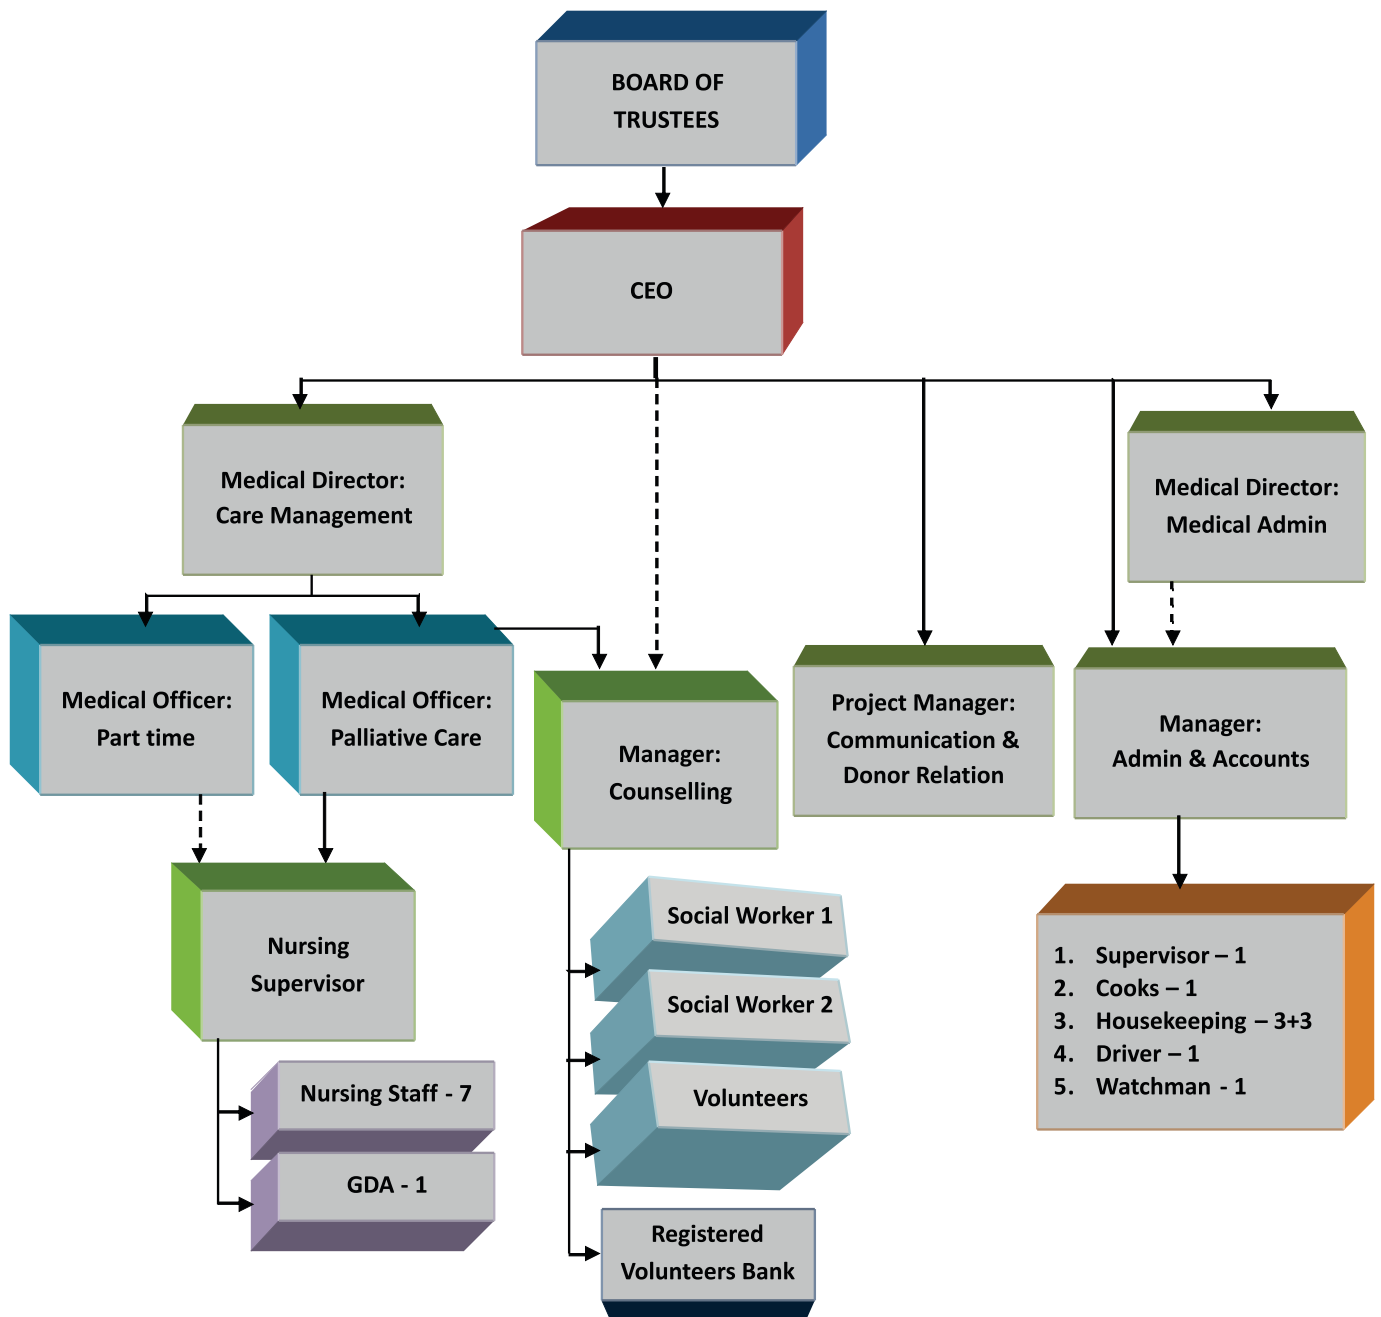 BOARD OF
TRUSTEES
CEO
Medical Director:
Care Management
Medical Director:
Medical Admin
Medical Officer:
Part time
Medical Officer:
Palliative Care
Manager:
Counselling
Project Manager:
Communication &
Donor Relation
Manager:
Admin & Accounts
Nursing
Supervisor
Nursing Staff - 7
GDA - 1
Social Worker 1
Social Worker 2
Volunteers
Registered
Volunteers Bank
1. Supervisor – 1
2. Cooks – 1
3. Housekeeping – 3+3
4. Driver – 1
5. Watchman - 1